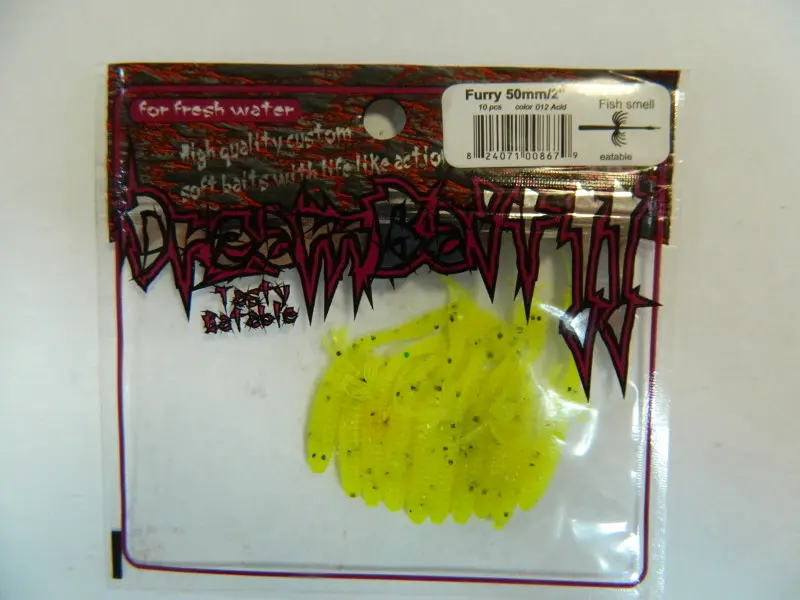 for fresh water
High quality custom
soft baits with life like action
Furry 50mm/2"
10 pcs color 012 Acid
Fish smell
8 24071 00867 9
eatable
Tasty
Eatable